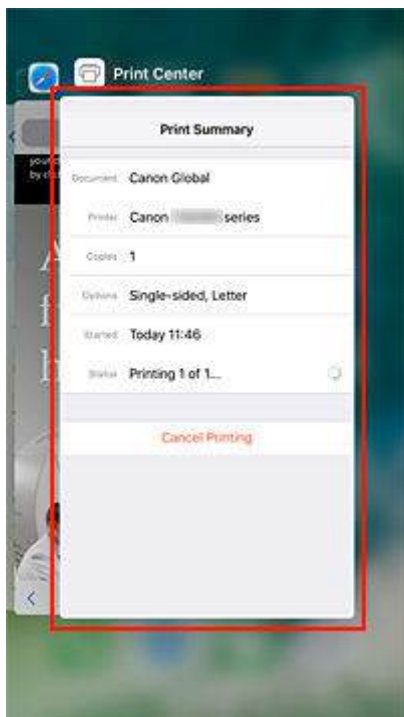 Print Center
Print Summary
Document Canon Global
Printer Canon series
Copies 1
Options Single-sided, Letter
Started Today 11:46
Status Printing 1 of 1...
Cancel Printing